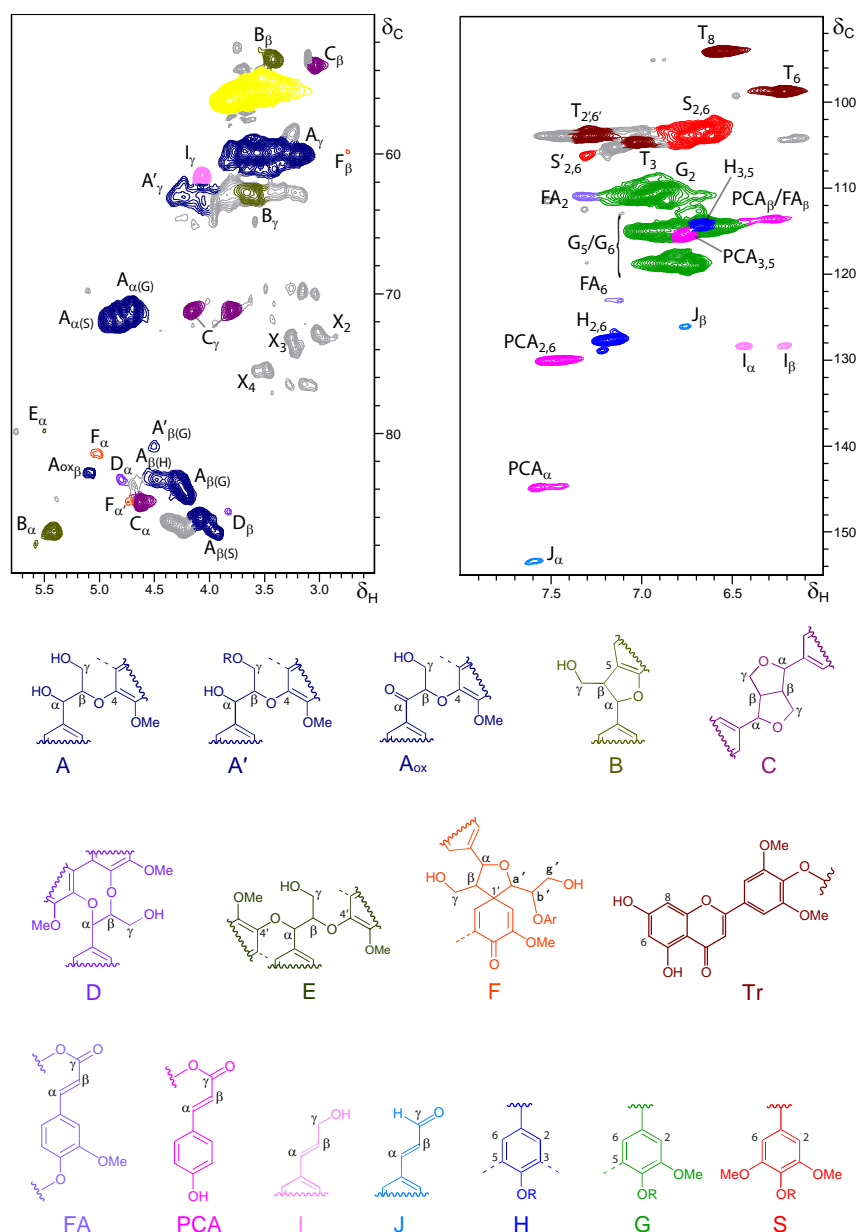 δC
60
70
80
5.5 5.0 4.5 4.0 3.5 3.0 2.5
δH
Bβ
Cβ
Aγ
Iγ
Fβ
A′γ
Bγ
Aα(G)
Aα(S)
Cγ
X2
X3
X4
Eα
Fα
A′β(G)
Aoxβ
Dα
Aβ(H)
Aβ(G)
Fα′
Cα
Dβ
Bα
Aβ(S)
δC
100
110
120
130
140
150
7.5 7.0 6.5
δH
T8
T6
T2′,6′
S2,6
S′2,6
T3
H3,5
G2
FA2
PCAβ/FAβ
G5/G6
PCA3,5
FA6
Jβ
H2,6
PCA2,6
Iα
Iβ
PCAα
Jα
HO γ HO α β O 4 OMe
A
RO γ HO α β O 4 OMe
A′
HO γ O α β O 4 OMe
Aox
5 HO γ β α O
B
O α γ β β γ α O
C
OMe O O MeO α β γ OH
D
OMe HO γ 4′ O α β O 4′ OMe
E
α O g′ OH β a′ HO γ 1′ b′ OAr OMe O
F
OMe O HO 8 O OMe 6 OH O
Tr
O O γ β α OMe O
FA
O O γ β α OH
PCA
OH γ α β
I
H γ O α β
J
6 2 5 3 OR
H
6 2 5 OMe OR
G
6 2 MeO OMe OR
S